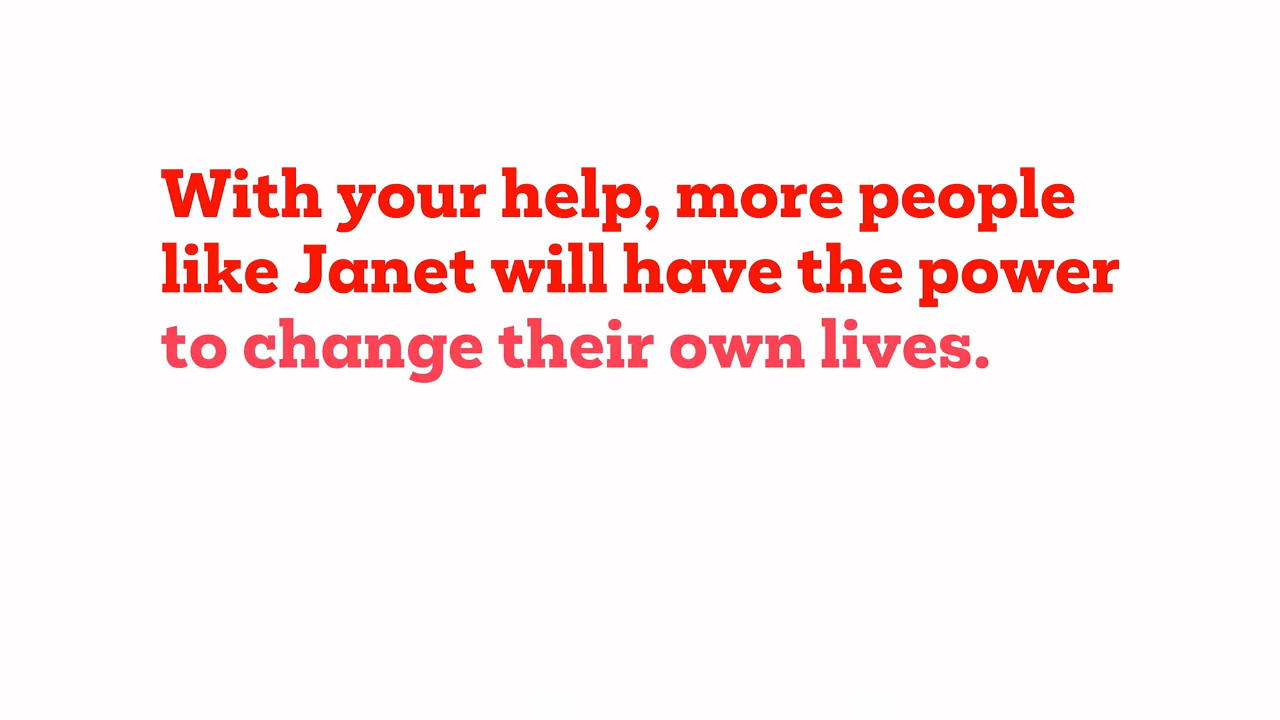 With your help, more people
like Janet will have the power
to change their own lives.